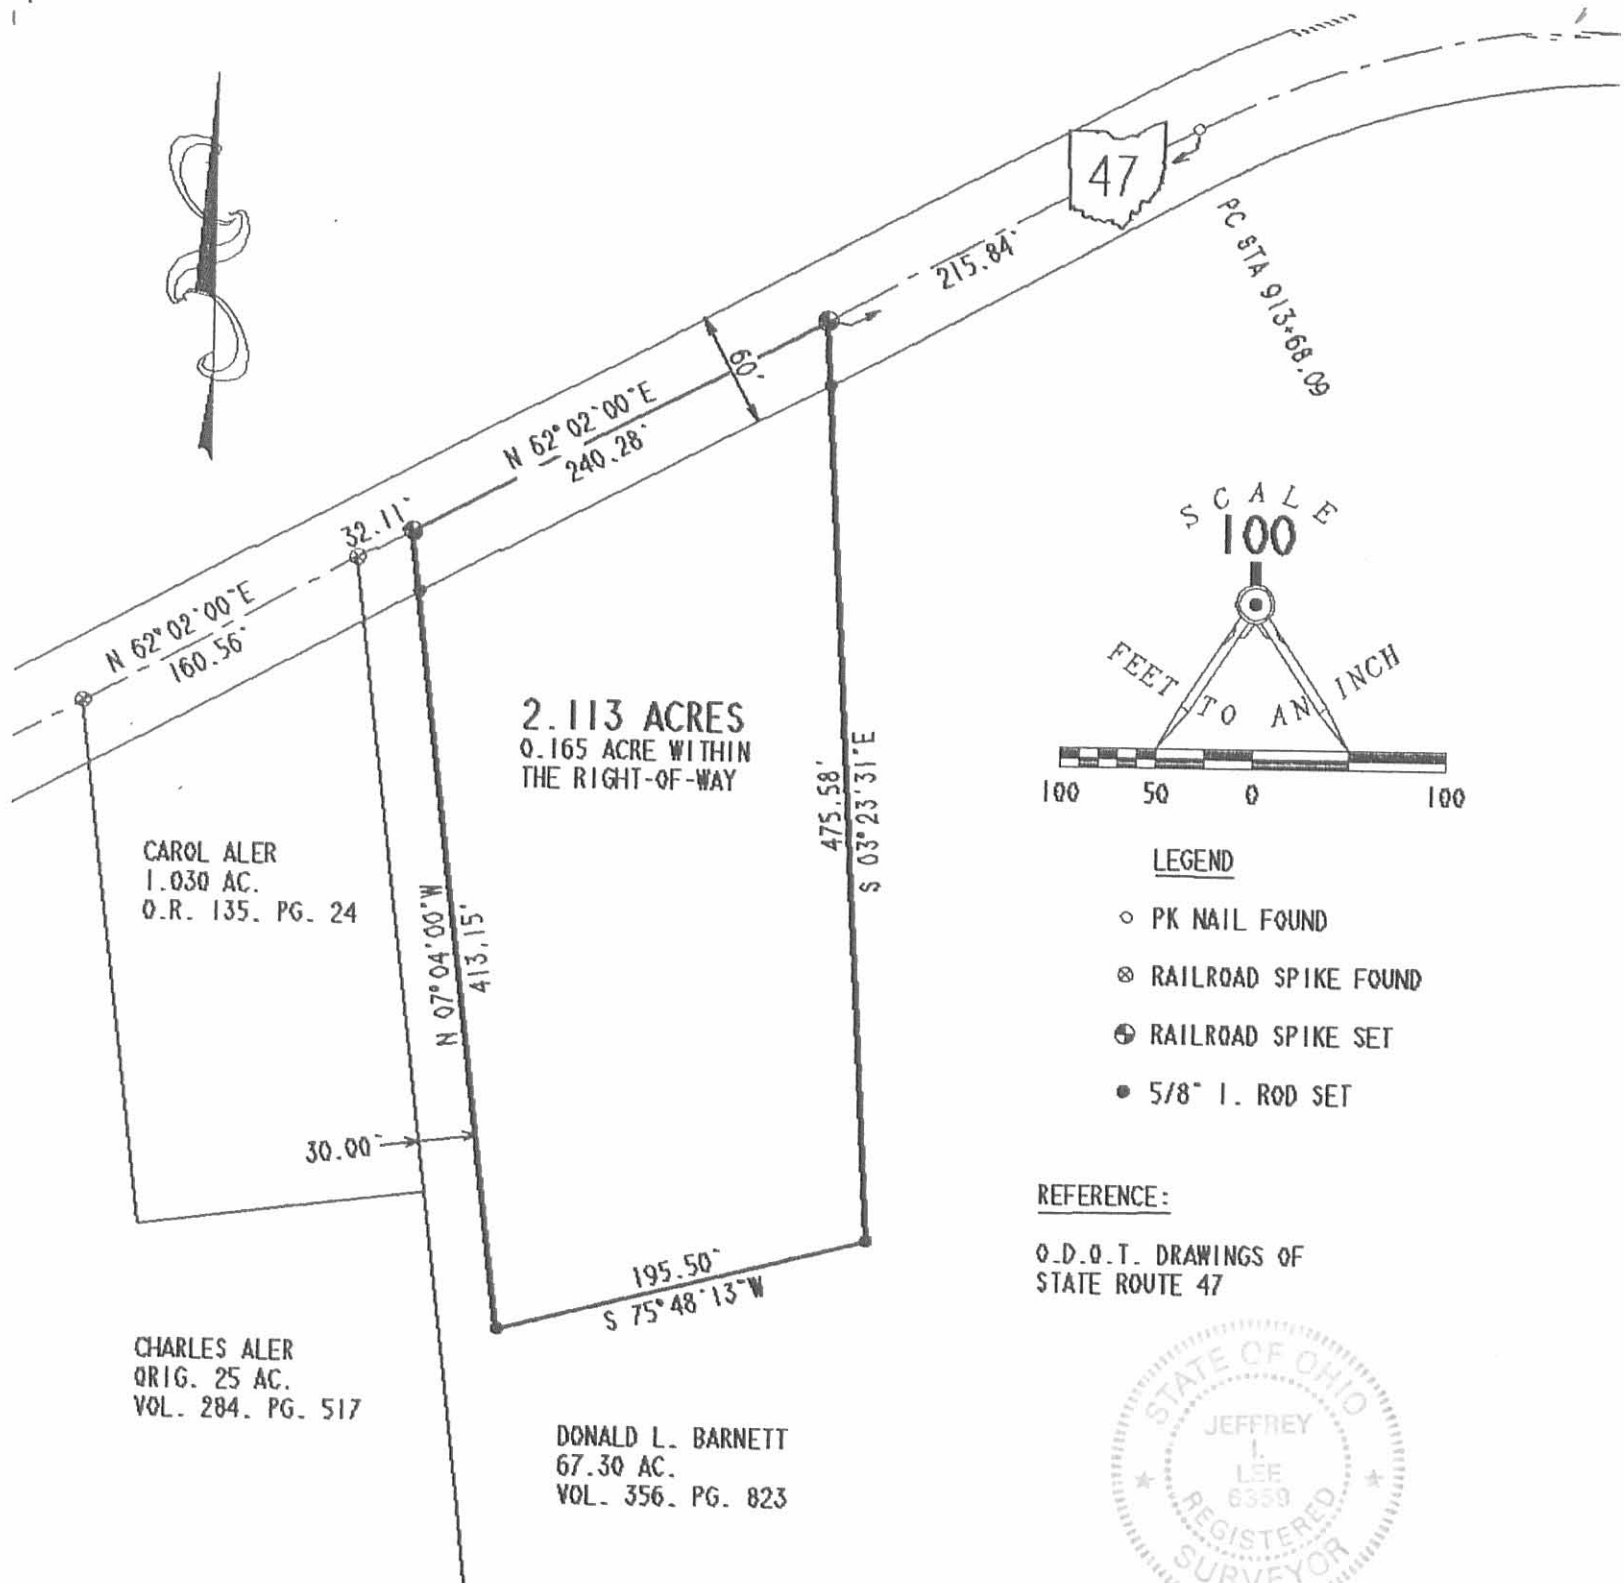 47
215.84'
PC STA 913+68.09
60'
N 62° 02' 00" E
240.28'
32.11'
N 62° 02' 00" E
160.56'
SCALE
100
FEET TO AN INCH
100 50 0 100
2.113 ACRES
0.165 ACRE WITHIN
THE RIGHT-OF-WAY
475.58'
S 03° 23' 31" E
CAROL ALER
1.030 AC.
O.R. 135. PG. 24
N 07° 04' 00" W
413.15'
LEGEND
PK NAIL FOUND
RAILROAD SPIKE FOUND
RAILROAD SPIKE SET
5/8" I. ROD SET
30.00'
REFERENCE:
O.D.O.T. DRAWINGS OF
STATE ROUTE 47
195.50'
S 75° 48' 13" W
CHARLES ALER
ORIG. 25 AC.
VOL. 284. PG. 517
DONALD L. BARNETT
67.30 AC.
VOL. 356. PG. 823
STATE OF OHIO
JEFFREY
I.
LEE
6359
REGISTERED
SURVEYOR